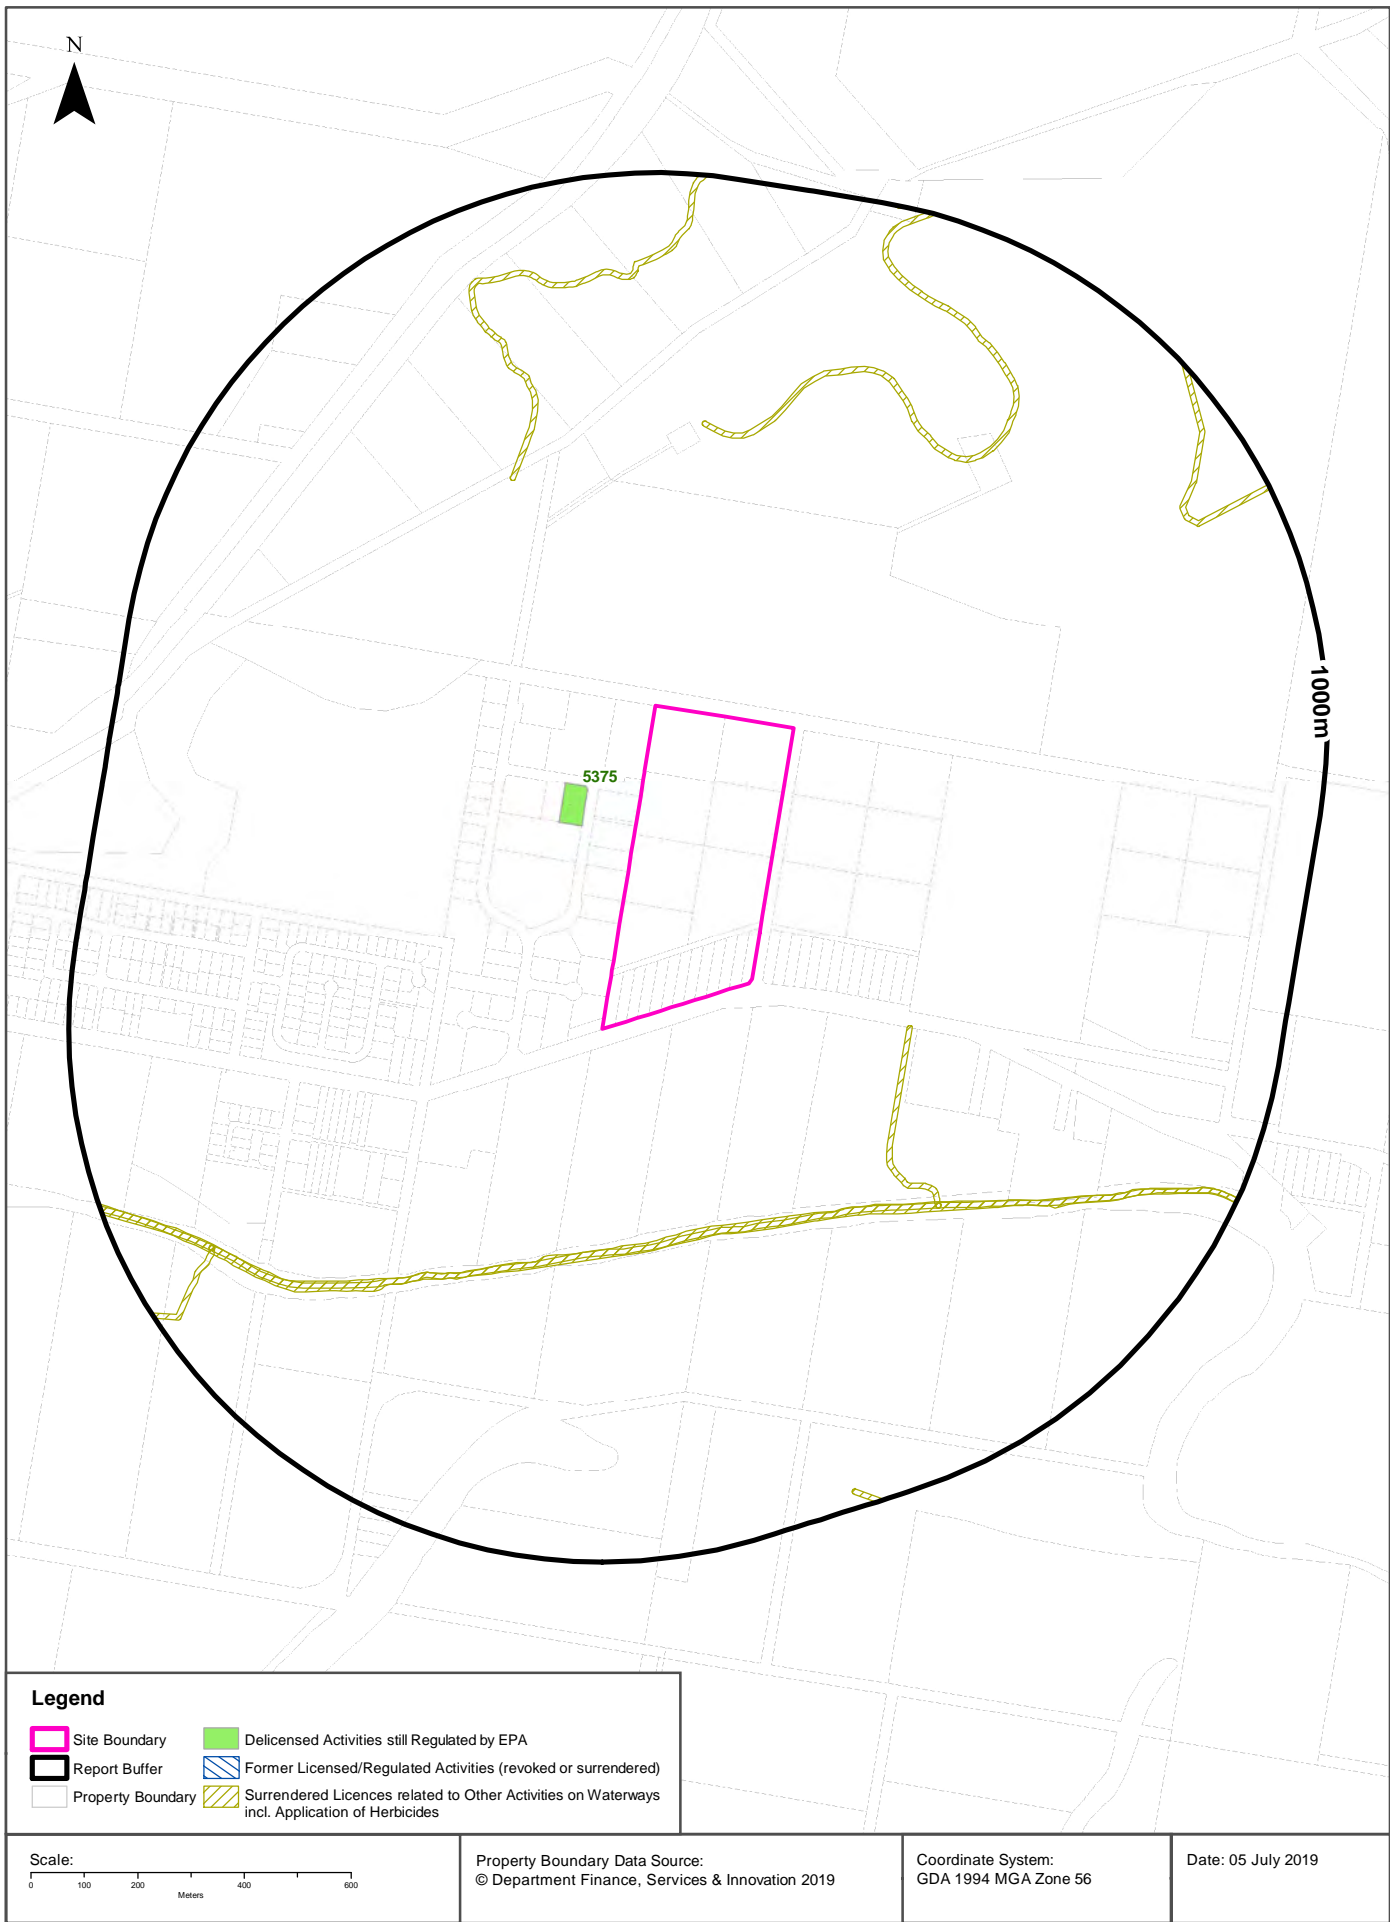 N
1000m
5375
Legend
Site Boundary
Report Buffer
Property Boundary
Delicensed Activities still Regulated by EPA
Former Licensed/Regulated Activities (revoked or surrendered)
Surrendered Licences related to Other Activities on Waterways
incl. Application of Herbicides
Scale:
0 100 200 400 600
Meters
Property Boundary Data Source:
© Department Finance, Services & Innovation 2019
Coordinate System:
GDA 1994 MGA Zone 56
Date: 05 July 2019